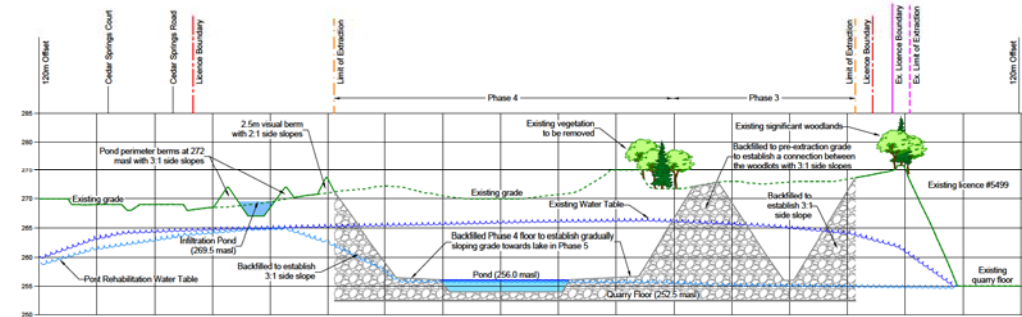 120m Offset
Cedar Springs Court
Cedar Springs Road
Licence Boundary
Limit of Extraction
Limit of Extraction
Licence Boundary
Ex. Licence Boundary
Ex. Limit of Extraction
120m Offset
Phase 4
Phase 3
285
280
275
270
265
260
255
250
2.5m visual berm
with 2:1 side slopes
Pond perimeter berms at 272
masl with 3:1 side slopes
Existing vegetation
to be removed
Existing significant woodlands
Backfilled to pre-extraction grade
to establish a connection between
the woodlots with 3:1 side slopes
Existing grade
Existing grade
Existing licence #5499
Backfilled to
establish 3:1
side slope
Existing Water Table
Infiltration Pond
(269.5 masl)
Backfilled Phase 4 floor to establish gradually
sloping grade towards lake in Phase 5
Backfilled to establish
3:1 side slope
Post Rehabilitation Water Table
Pond (256.0 masl)
Quarry Floor (252.5 masl)
Existing
quarry floor